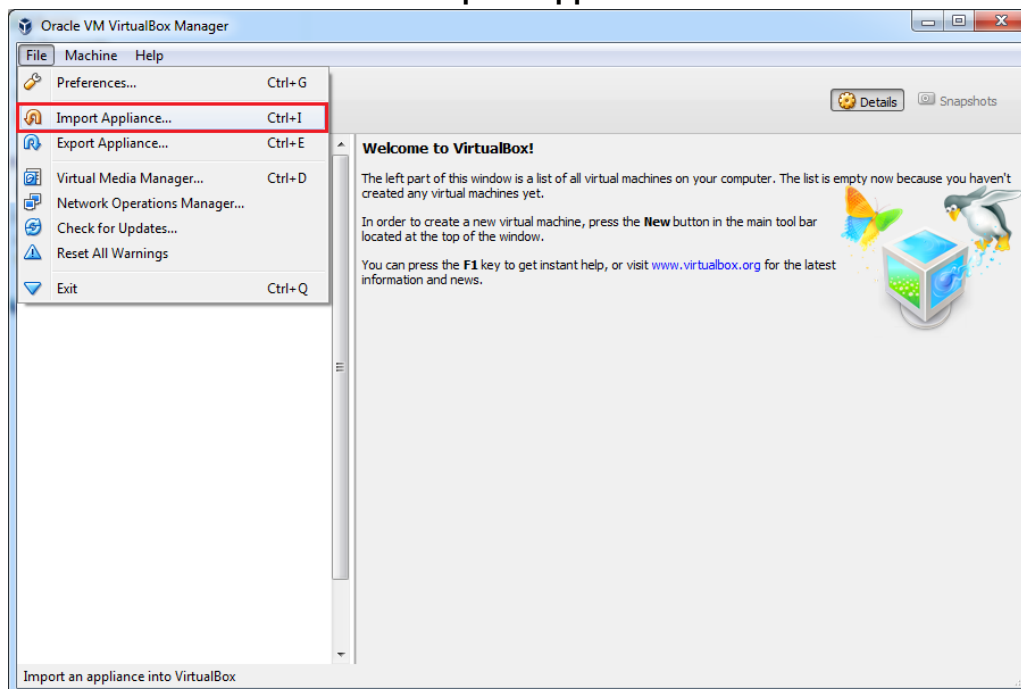 Oracle VM VirtualBox Manager
File Machine Help
Preferences... Ctrl+G
Import Appliance... Ctrl+I
Export Appliance... Ctrl+E
Virtual Media Manager... Ctrl+D
Network Operations Manager...
Check for Updates...
Reset All Warnings
Exit Ctrl+Q
Details Snapshots
Welcome to VirtualBox!
The left part of this window is a list of all virtual machines on your computer. The list is empty now because you haven't
created any virtual machines yet.
In order to create a new virtual machine, press the New button in the main tool bar
located at the top of the window.
You can press the F1 key to get instant help, or visit www.virtualbox.org for the latest
information and news.
Import an appliance into VirtualBox